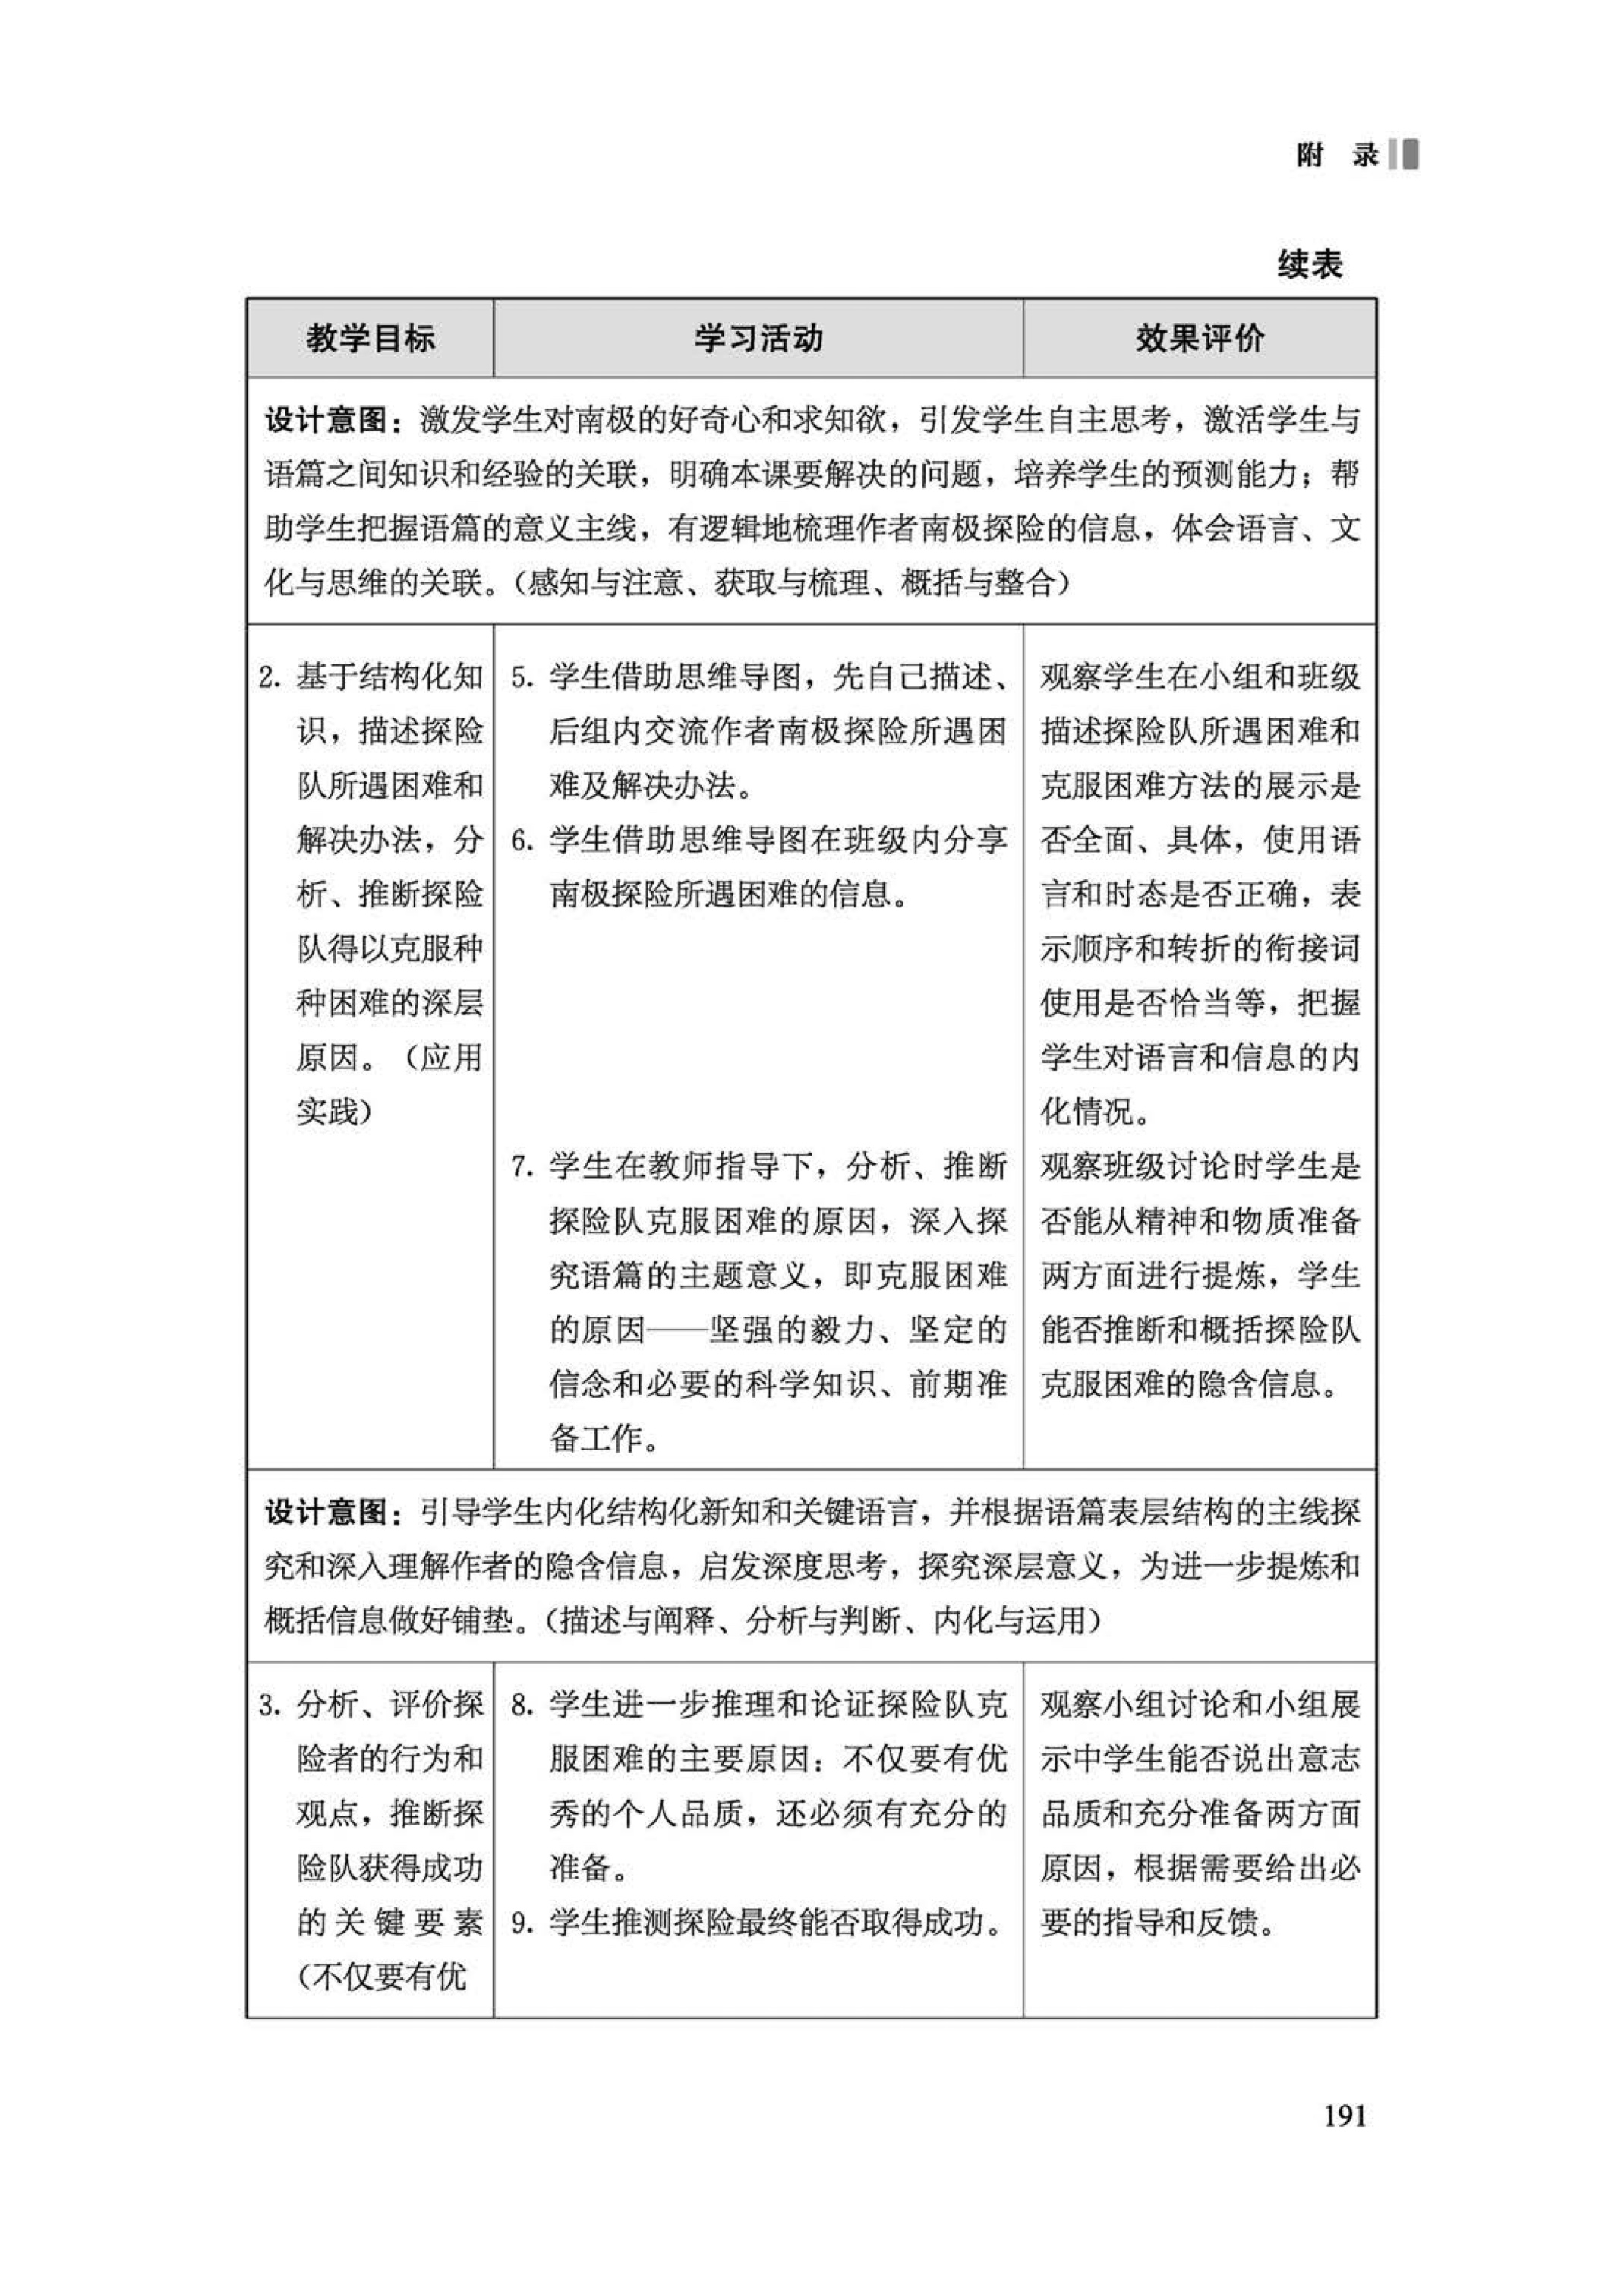 附 录
续表
教学目标
学习活动
效果评价
设计意图：激发学生对南极的好奇心和求知欲，引发学生自主思考，激活学生与
语篇之间知识和经验的关联，明确本课要解决的问题，培养学生的预测能力；帮
助学生把握语篇的意义主线，有逻辑地梳理作者南极探险的信息，体会语言、文
化与思维的关联。（感知与注意、获取与梳理、概括与整合）
2. 基于结构化知
识，描述探险
队所遇困难和
解决办法，分
析、推断探险
队得以克服种
种困难的深层
原因。（应用
实践）
5. 学生借助思维导图，先自己描述、
后组内交流作者南极探险所遇困
难及解决办法。
6. 学生借助思维导图在班级内分享
南极探险所遇困难的信息。
7. 学生在教师指导下，分析、推断
探险队克服困难的原因，深入探
究语篇的主题意义，即克服困难
的原因——坚强的毅力、坚定的
信念和必要的科学知识、前期准
备工作。
观察学生在小组和班级
描述探险队所遇困难和
克服困难方法的展示是
否全面、具体，使用语
言和时态是否正确，表
示顺序和转折的衔接词
使用是否恰当等，把握
学生对语言和信息的内
化情况。
观察班级讨论时学生是
否能从精神和物质准备
两方面进行提炼，学生
能否推断和概括探险队
克服困难的隐含信息。
设计意图：引导学生内化结构化新知和关键语言，并根据语篇表层结构的主线探
究和深入理解作者的隐含信息，启发深度思考，探究深层意义，为进一步提炼和
概括信息做好铺垫。（描述与阐释、分析与判断、内化与运用）
3. 分析、评价探
险者的行为和
观点，推断探
险队获得成功
的关键要素
（不仅要有优
8. 学生进一步推理和论证探险队克
服困难的主要原因：不仅要有优
秀的个人品质，还必须有充分的
准备。
9. 学生推测探险最终能否取得成功。
观察小组讨论和小组展
示中学生能否说出意志
品质和充分准备两方面
原因，根据需要给出必
要的指导和反馈。
191